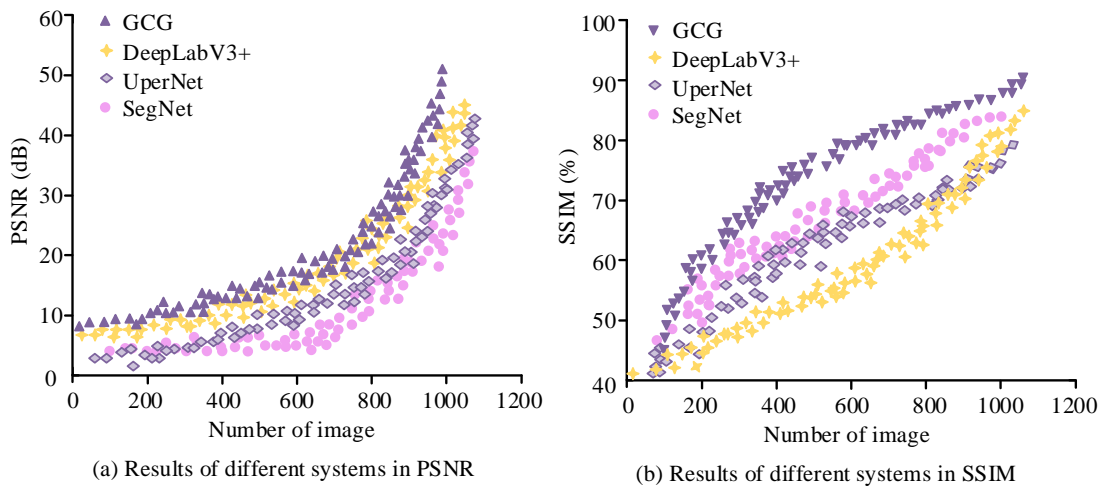 60
50
40
30
20
10
0
PSNR (dB)
GCG
DeepLabV3+
UperNet
SegNet
0 200 400 600 800 1000 1200
Number of image
(a) Results of different systems in PSNR
100
90
80
70
60
50
40
SSIM (%)
GCG
DeepLabV3+
UperNet
SegNet
0 200 400 600 800 1000 1200
Number of image
(b) Results of different systems in SSIM